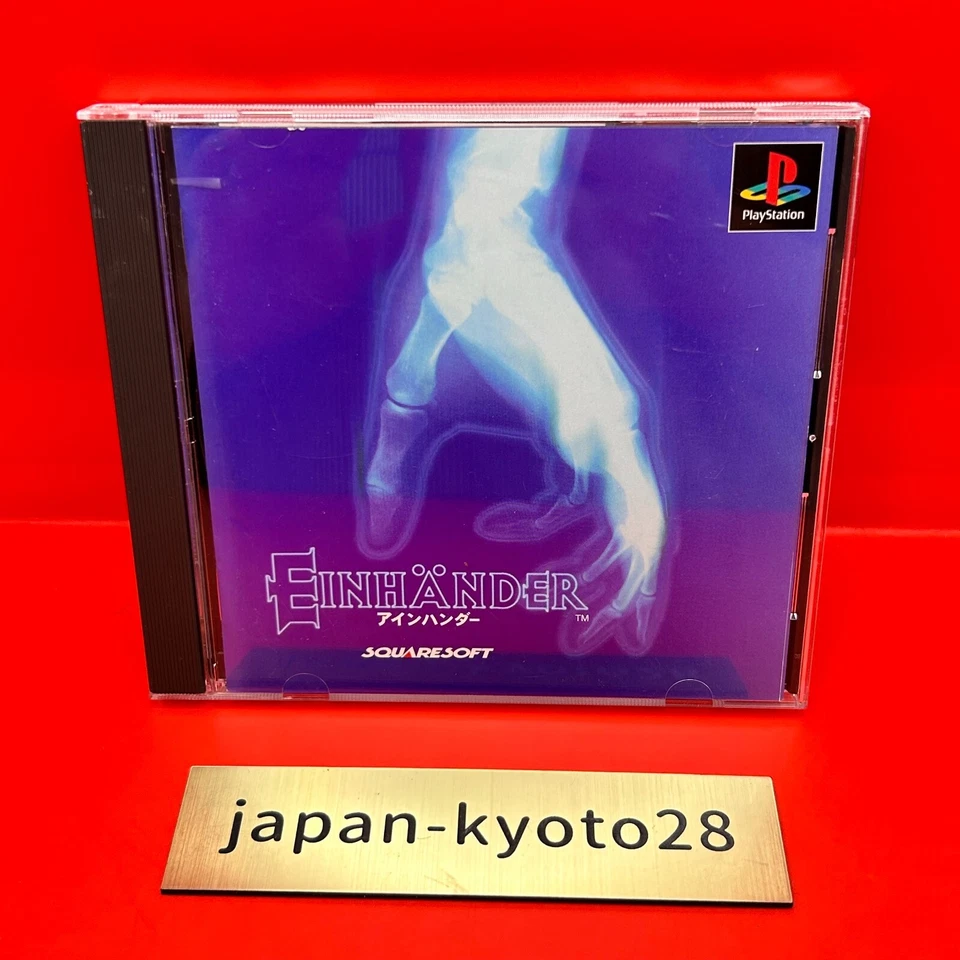 PlayStation
EINHÄNDER
アインハンダー
TM
SQUARESOFT
japan-kyoto28